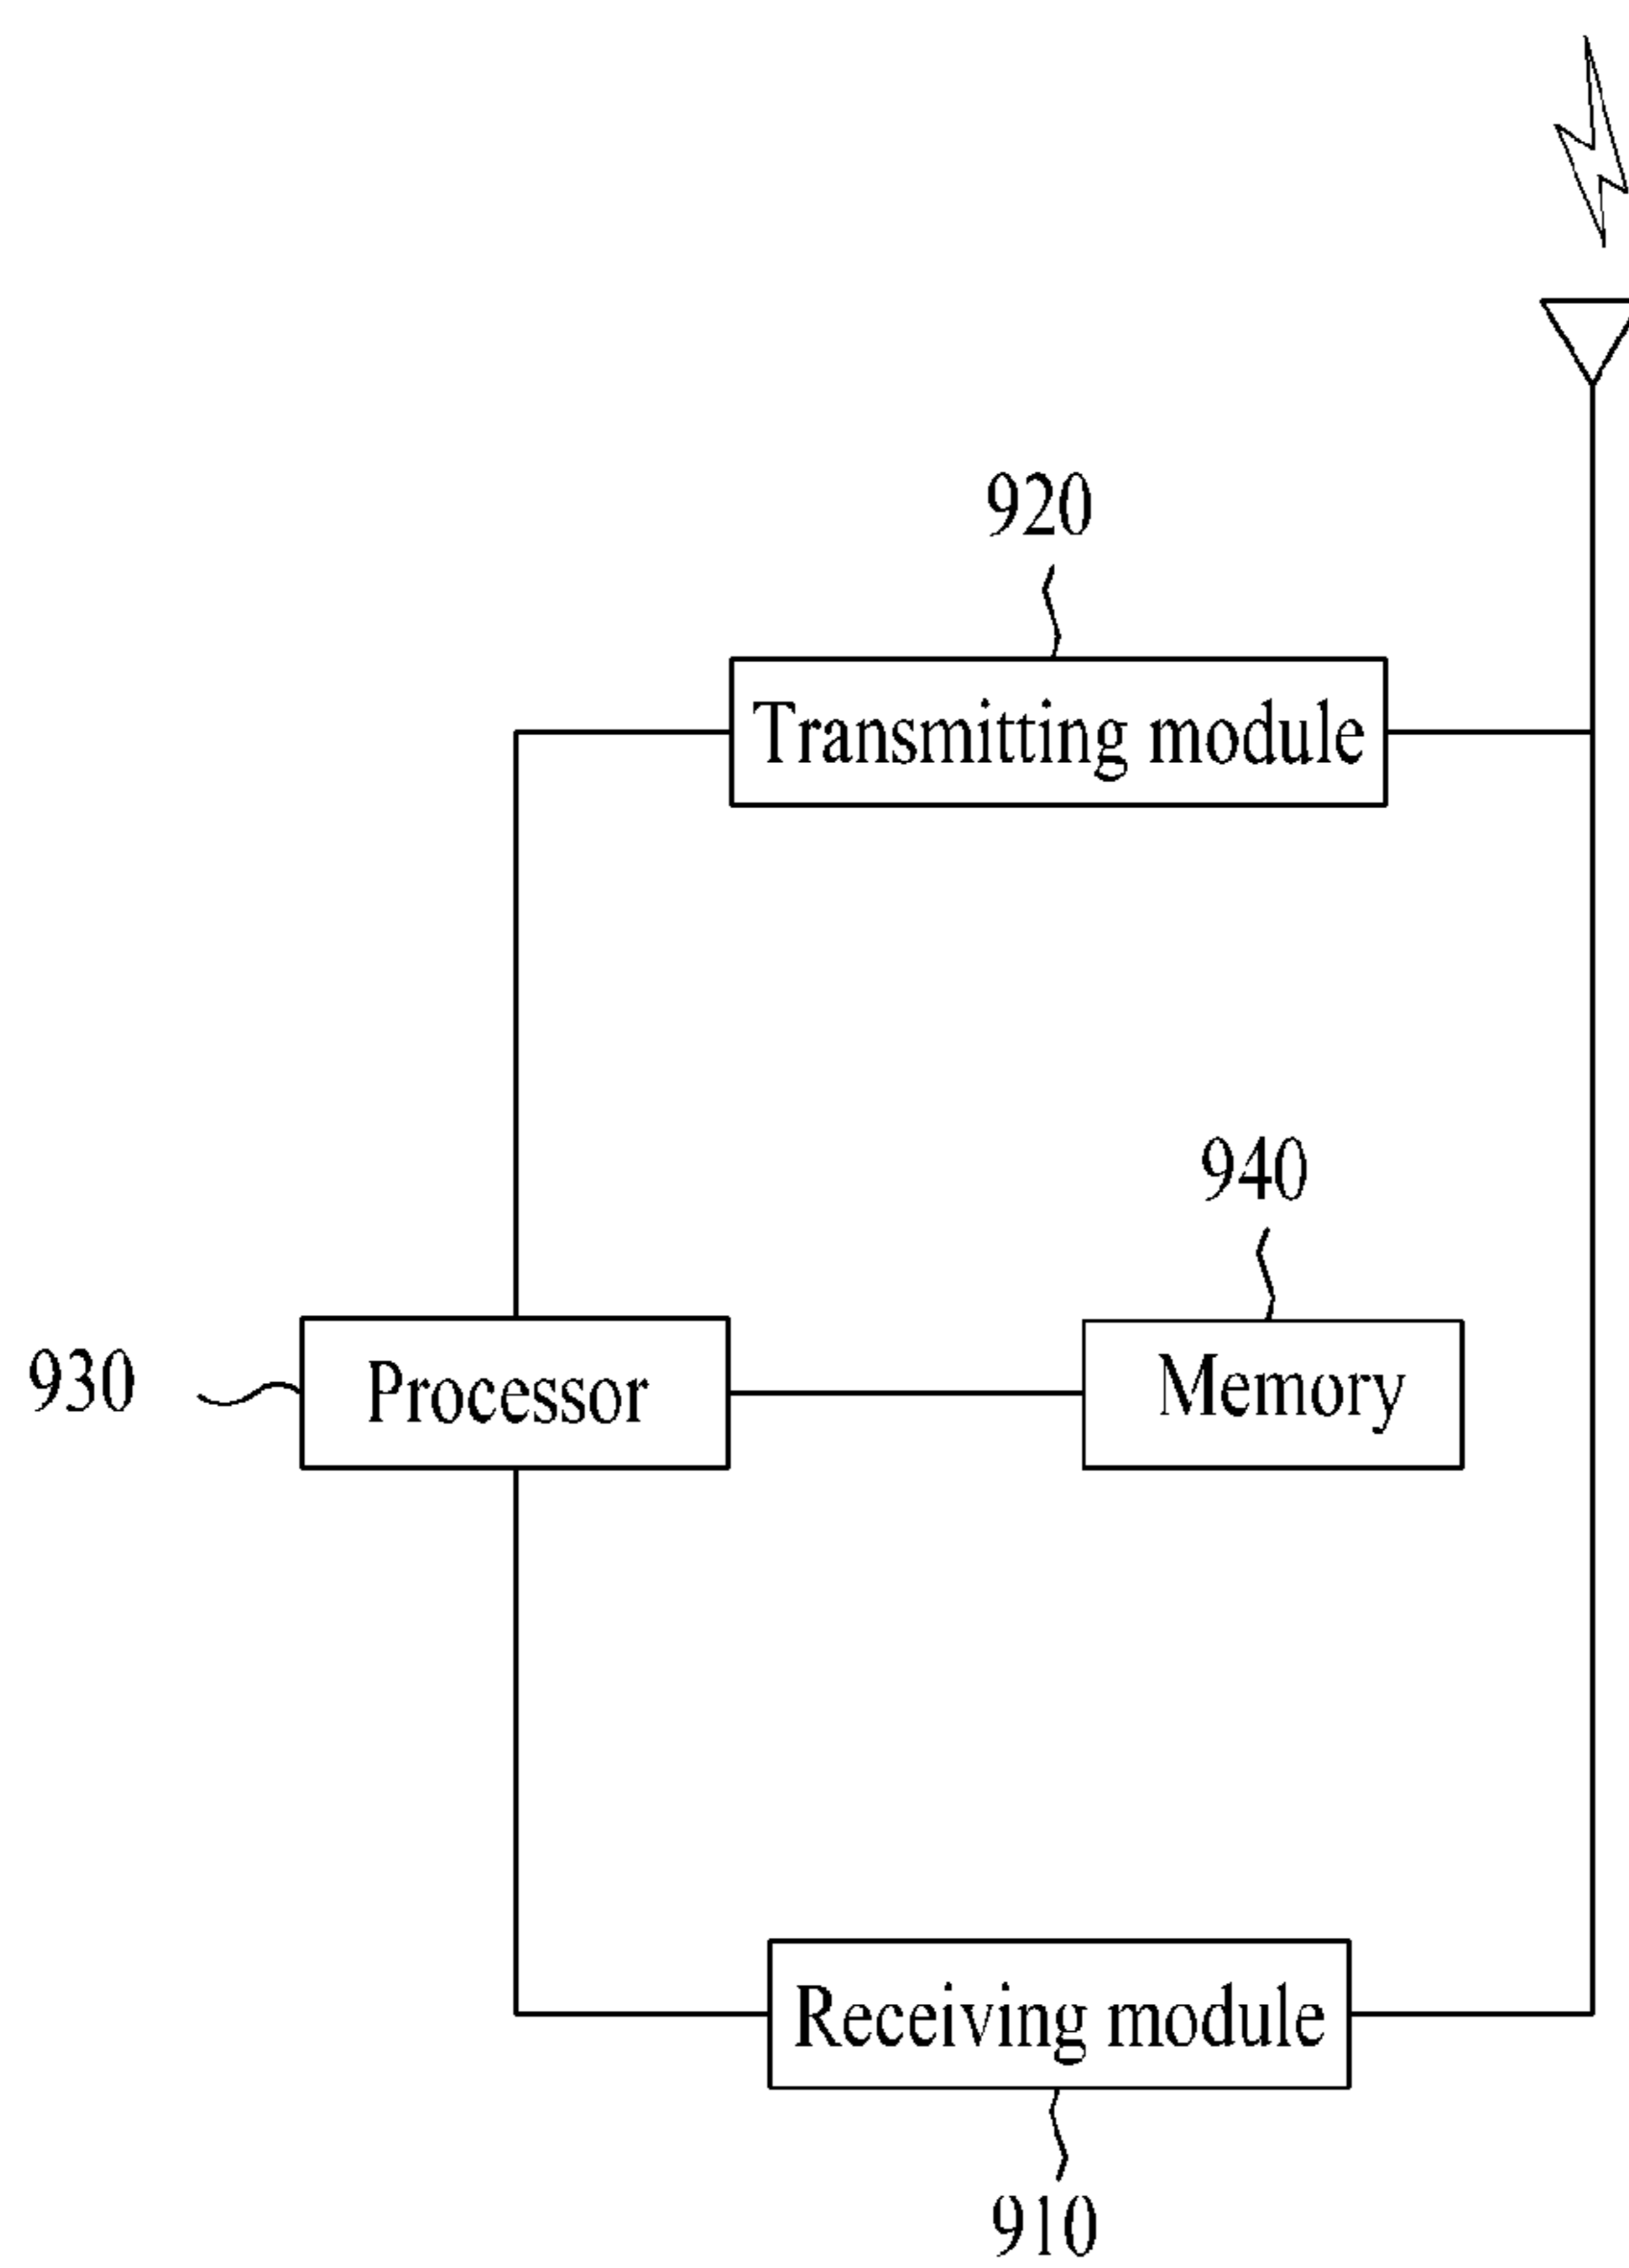 920
Transmitting module
940
930
Processor
Memory
Receiving module
910